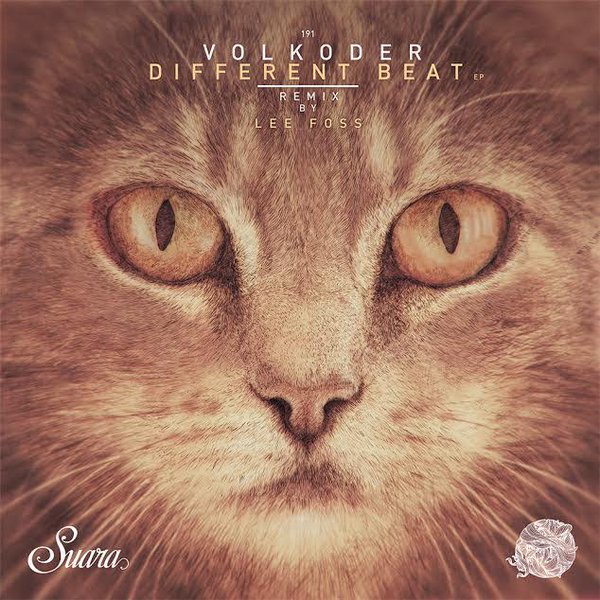 191
VOLKODER
DIFFERENT BEAT EP
REMIX
BY
LEE FOSS
Suara